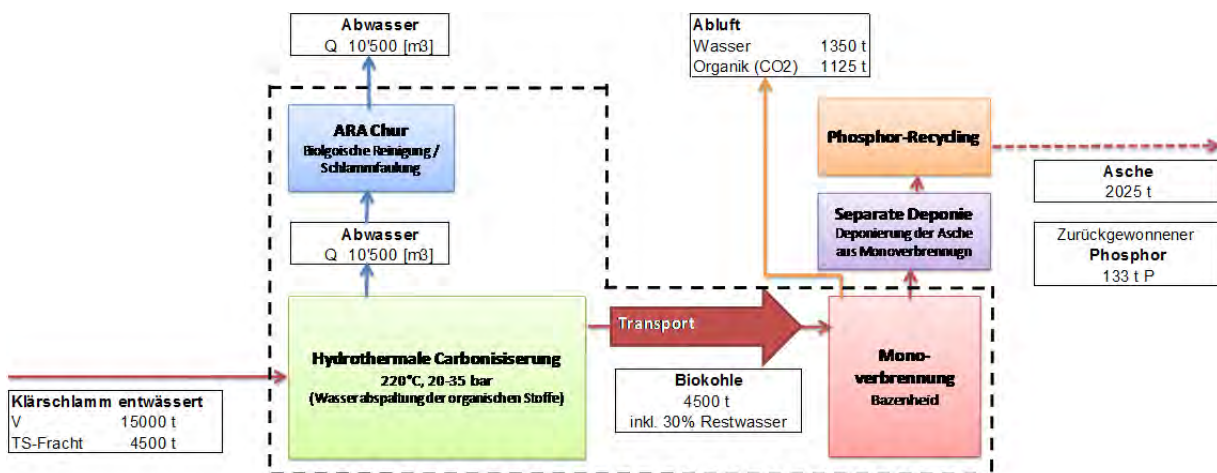 Abwasser
Q 10'500 [m3]
Abluft
Wasser 1350 t
Organik (CO2) 1125 t
ARA Chur
Biolgoische Reinigung /
Schlammfaulung
Phosphor-Recycling
Asche
2025 t
Abwasser
Q 10'500 [m3]
Separate Deponie
Deponierung der Asche
aus Monoverbrennugn
Zurückgewonnener
Phosphor
133 t P
Transport
Hydrothermale Carbonisiserung
220°C, 20-35 bar
(Wasserabspaltung der organischen Stoffe)
Mono-
verbrennung
Bazenheid
Biokohle
4500 t
inkl. 30% Restwasser
Klärschlamm entwässert
V 15000 t
TS-Fracht 4500 t